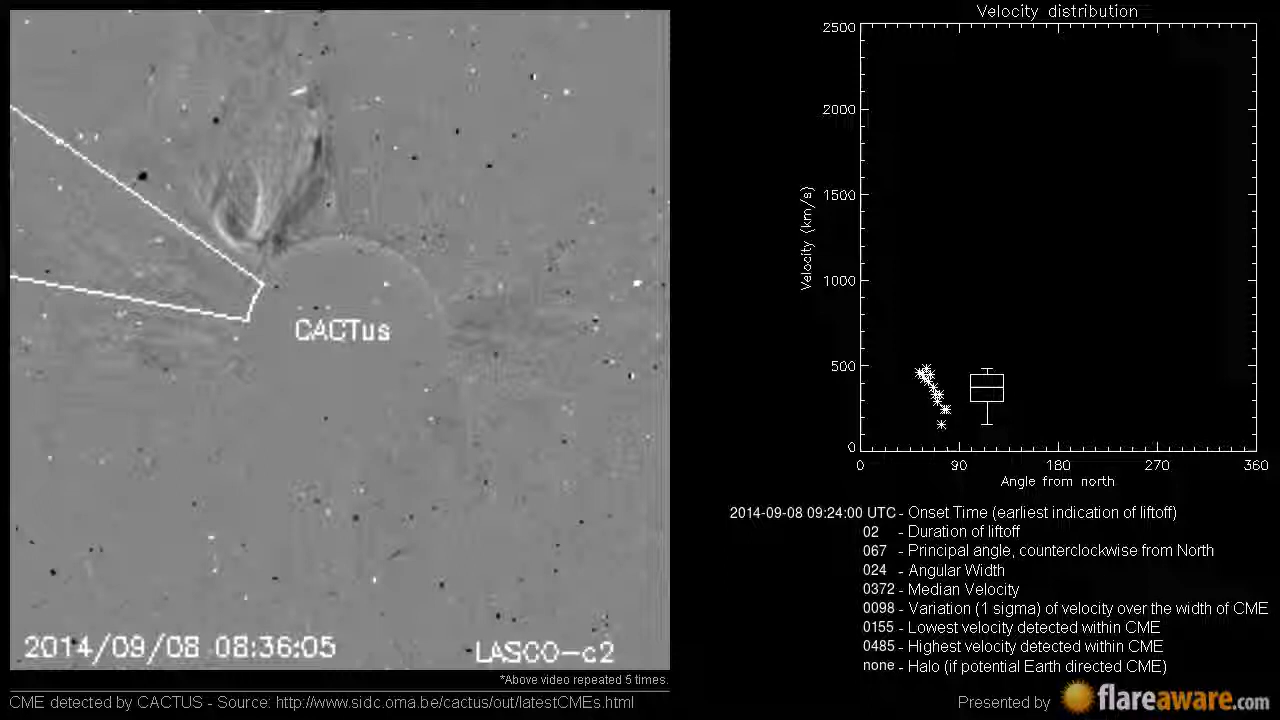 Velocity distribution
2500
2000
1500
1000
500
0
Velocity (km/s)
0 90 180 270 360
Angle from north
CACTus
2014/09/08 08:36:05 LASCO-c2
*Above video repeated 5 times.
CME detected by CACTUS - Source: http://www.sidc.oma.be/cactus/out/latestCMEs.html
2014-09-08 09:24:00 UTC - Onset Time (earliest indication of liftoff)
02 - Duration of liftoff
067 - Principal angle, counterclockwise from North
024 - Angular Width
0372 - Median Velocity
0098 - Variation (1 sigma) of velocity over the width of CME
0155 - Lowest velocity detected within CME
0485 - Highest velocity detected within CME
none - Halo (if potential Earth directed CME)
Presented by flareaware.com